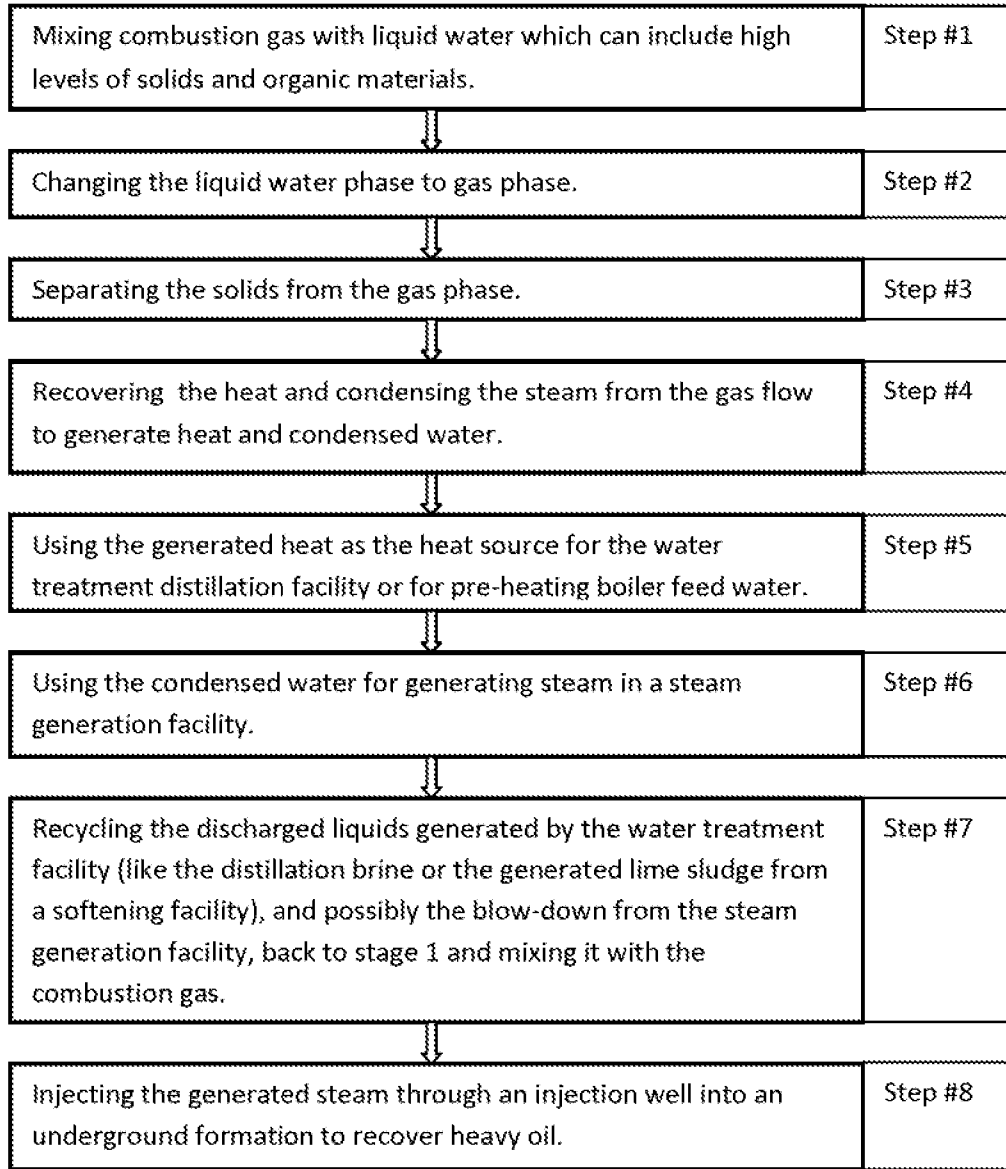 Mixing combustion gas with liquid water which can include high
levels of solids and organic materials.
Step #1
Changing the liquid water phase to gas phase.
Step #2
Separating the solids from the gas phase.
Step #3
Recovering the heat and condensing the steam from the gas flow
to generate heat and condensed water.
Step #4
Using the generated heat as the heat source for the water
treatment distillation facility or for pre-heating boiler feed water.
Step #5
Using the condensed water for generating steam in a steam
generation facility.
Step #6
Recycling the discharged liquids generated by the water treatment
facility (like the distillation brine or the generated lime sludge from
a softening facility), and possibly the blow-down from the steam
generation facility, back to stage 1 and mixing it with the
combustion gas.
Step #7
Injecting the generated steam through an injection well into an
underground formation to recover heavy oil.
Step #8